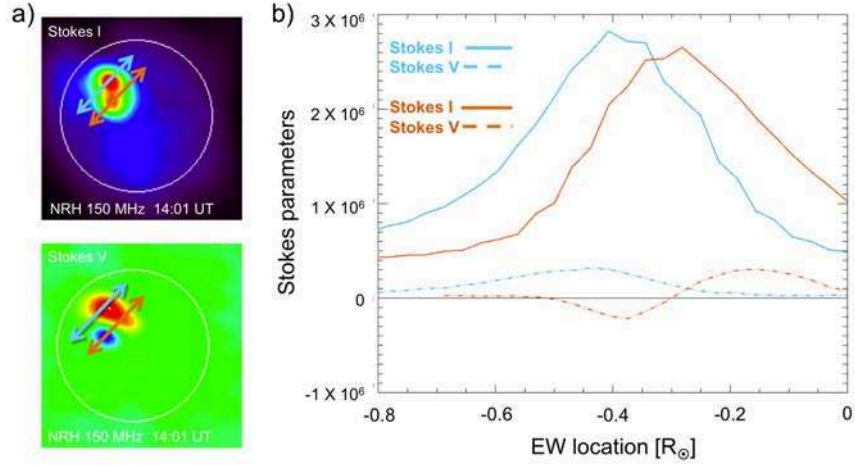 a)
Stokes I
NRH 150 MHz 14:01 UT
Stokes V
NRH 150 MHz 14:01 UT
b)
3 X 10⁶
2 X 10⁶
1 X 10⁶
0
-1 X 10⁶
Stokes parameters
Stokes I
Stokes V
Stokes I
Stokes V
-0.8
-0.6
-0.4
-0.2
0
EW location [R☉]